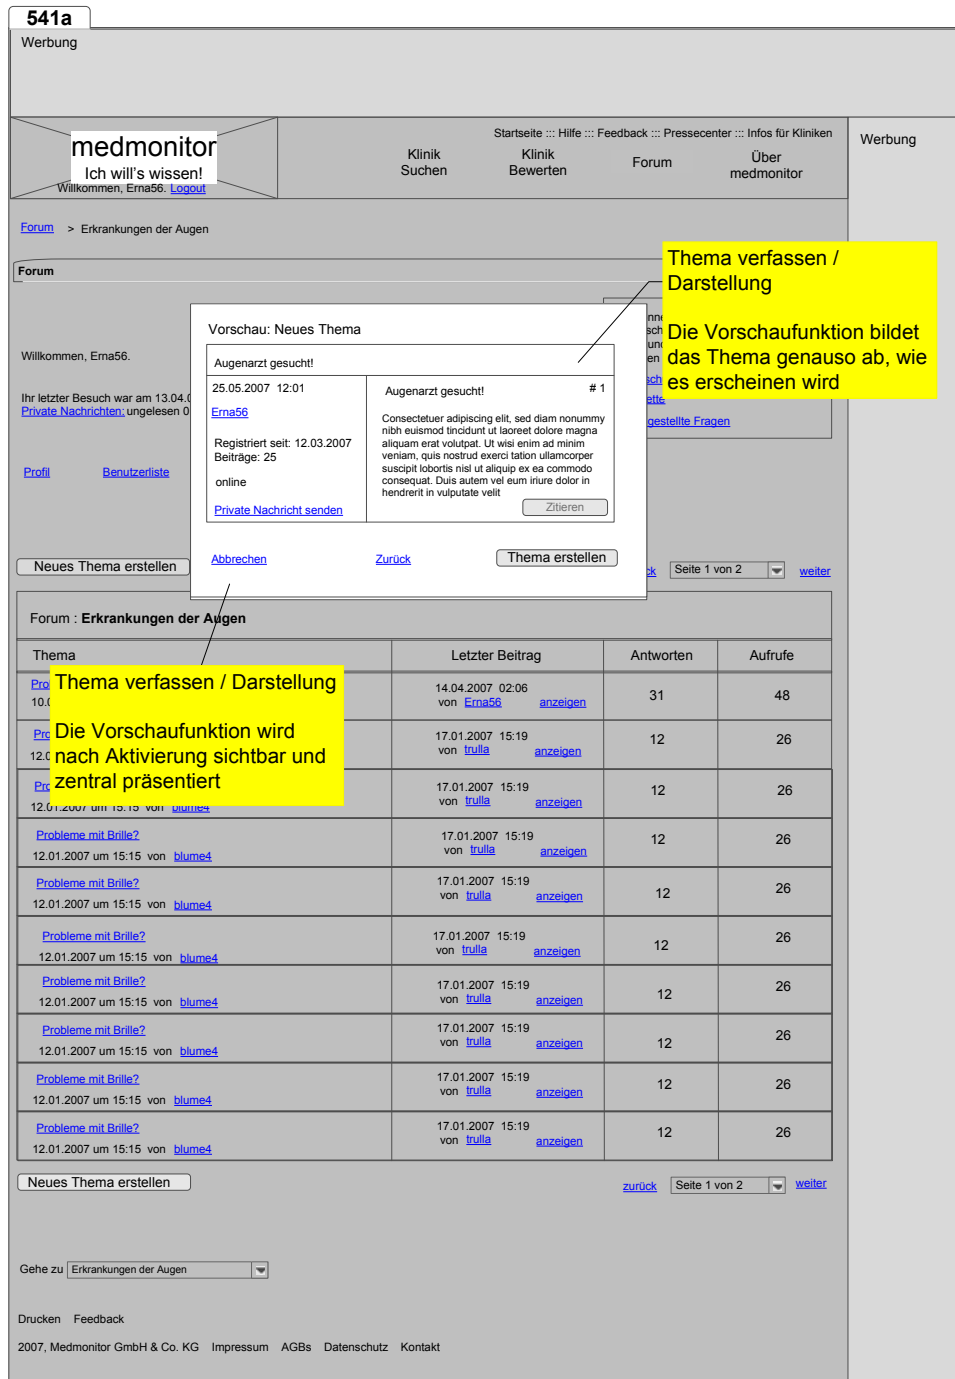 541a
Werbung
medmonitor
Ich will's wissen!
Willkommen, Erna56. Logout
Startseite ::: Hilfe ::: Feedback ::: Pressecenter ::: Infos für Kliniken
Klinik Suchen
Klinik Bewerten
Forum
Über medmonitor
Werbung
Forum > Erkrankungen der Augen
Forum
Thema verfassen /
Darstellung
Die Vorschaufunktion bildet
das Thema genauso ab, wie
es erscheinen wird
Willkommen, Erna56.
Ihr letzter Besuch war am 13.04.0
Private Nachrichten: ungelesen 0
Profil Benutzerliste
gestellte Fragen
Vorschau: Neues Thema
Augenarzt gesucht!
25.05.2007 12:01
Erna56
Registriert seit: 12.03.2007
Beiträge: 25
online
Private Nachricht senden
Augenarzt gesucht! # 1
Consectetuer adipiscing elit, sed diam nonummy
nibh euismod tincidunt ut laoreet dolore magna
aliquam erat volutpat. Ut wisi enim ad minim
veniam, quis nostrud exerci tation ullamcorper
suscipit lobortis nisl ut aliquip ex ea commodo
consequat. Duis autem vel eum iriure dolor in
hendrerit in vulputate velit
Zitieren
Abbrechen Zurück Thema erstellen
Neues Thema erstellen
Seite 1 von 2 weiter
Forum : Erkrankungen der Augen
Thema Letzter Beitrag Antworten Aufrufe
Thema verfassen / Darstellung
Die Vorschaufunktion wird
nach Aktivierung sichtbar und
zentral präsentiert
14.04.2007 02:06
von Erna56 anzeigen
31 48
17.01.2007 15:19
von trulla anzeigen
12 26
12.01.2007 um 15:15 von blume4
17.01.2007 15:19
von trulla anzeigen
12 26
Probleme mit Brille?
12.01.2007 um 15:15 von blume4
17.01.2007 15:19
von trulla anzeigen
12 26
Probleme mit Brille?
12.01.2007 um 15:15 von blume4
17.01.2007 15:19
von trulla anzeigen
12 26
Probleme mit Brille?
12.01.2007 um 15:15 von blume4
17.01.2007 15:19
von trulla anzeigen
12 26
Probleme mit Brille?
12.01.2007 um 15:15 von blume4
17.01.2007 15:19
von trulla anzeigen
12 26
Probleme mit Brille?
12.01.2007 um 15:15 von blume4
17.01.2007 15:19
von trulla anzeigen
12 26
Probleme mit Brille?
12.01.2007 um 15:15 von blume4
17.01.2007 15:19
von trulla anzeigen
12 26
Probleme mit Brille?
12.01.2007 um 15:15 von blume4
17.01.2007 15:19
von trulla anzeigen
12 26
Neues Thema erstellen
zurück Seite 1 von 2 weiter
Gehe zu Erkrankungen der Augen
Drucken Feedback
2007, Medmonitor GmbH & Co. KG Impressum AGBs Datenschutz Kontakt